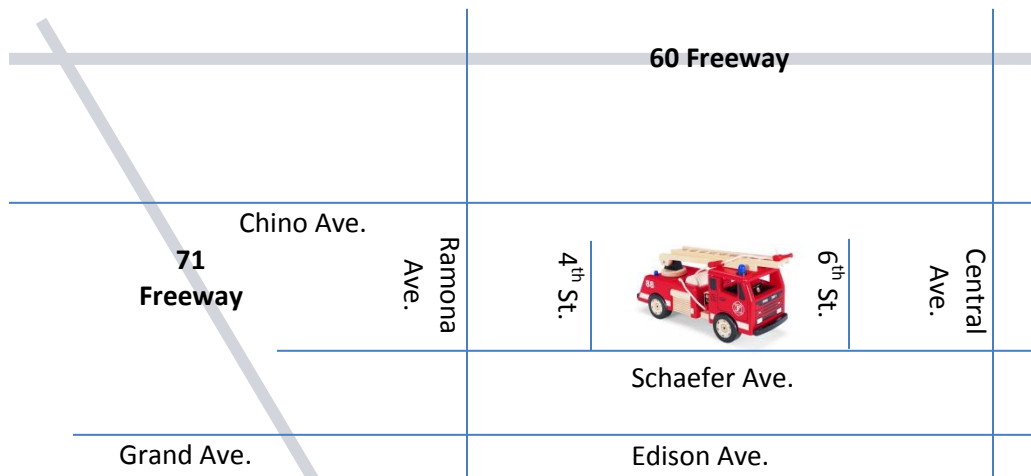 60 Freeway
Chino Ave.
71
Freeway
Ramona
Ave.
4th St.
88
6th St.
Central
Ave.
Schaefer Ave.
Grand Ave.
Edison Ave.